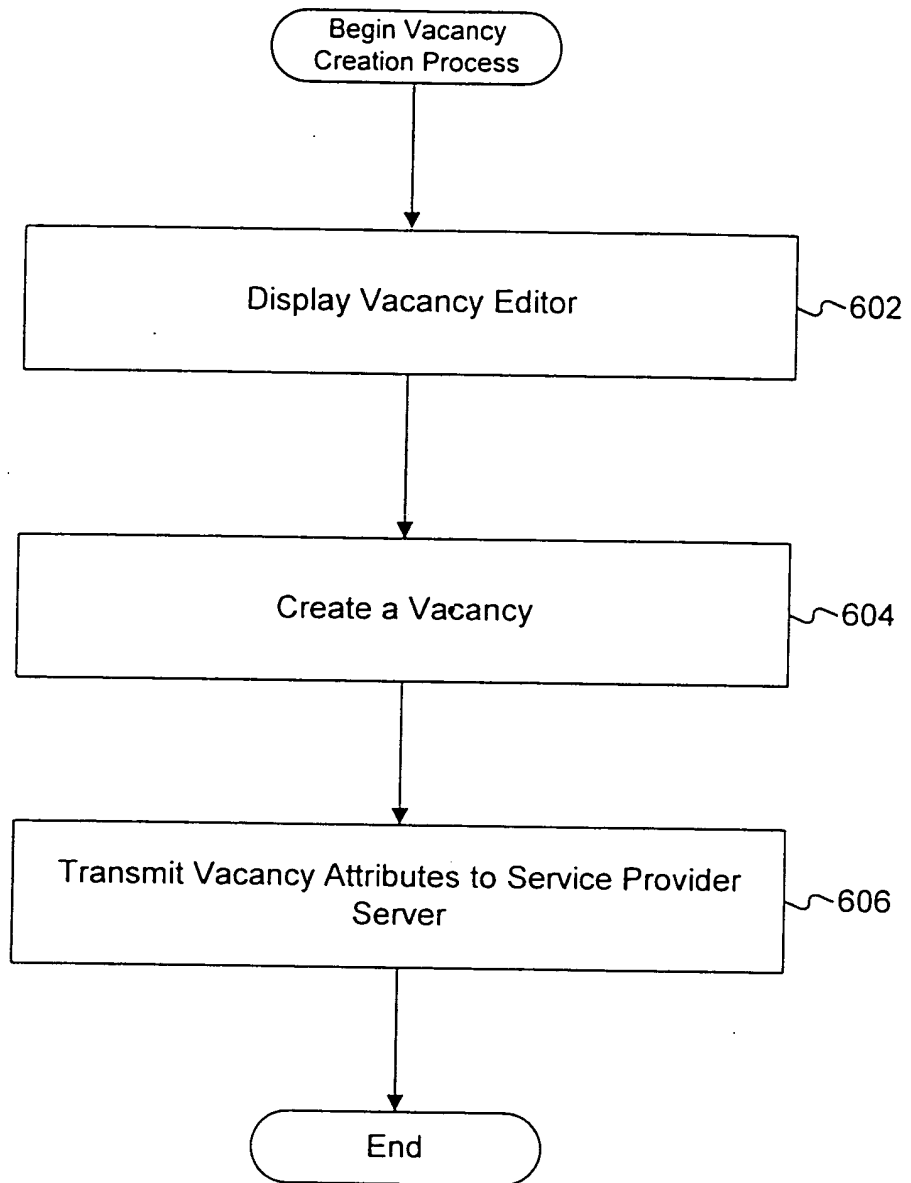 Begin Vacancy
Creation Process
Display Vacancy Editor
602
Create a Vacancy
604
Transmit Vacancy Attributes to Service Provider
Server
606
End